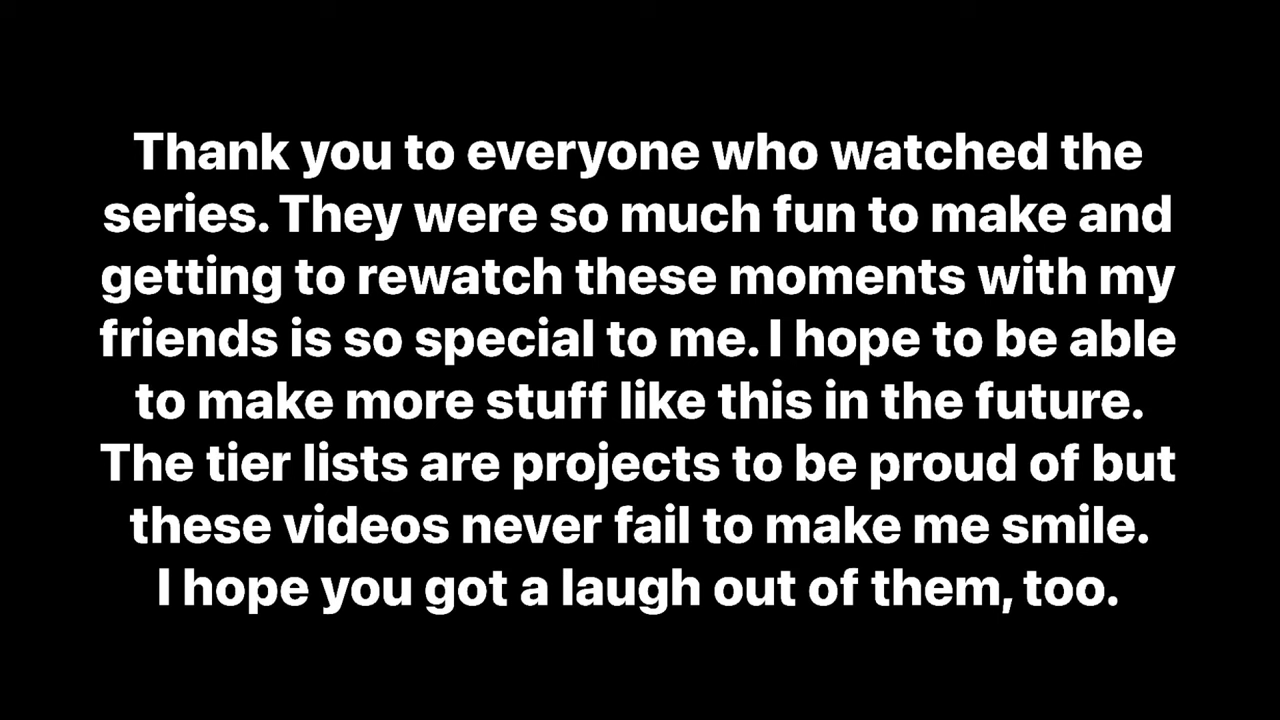 Thank you to everyone who watched the
series. They were so much fun to make and
getting to rewatch these moments with my
friends is so special to me. I hope to be able
to make more stuff like this in the future.
The tier lists are projects to be proud of but
these videos never fail to make me smile.
I hope you got a laugh out of them, too.